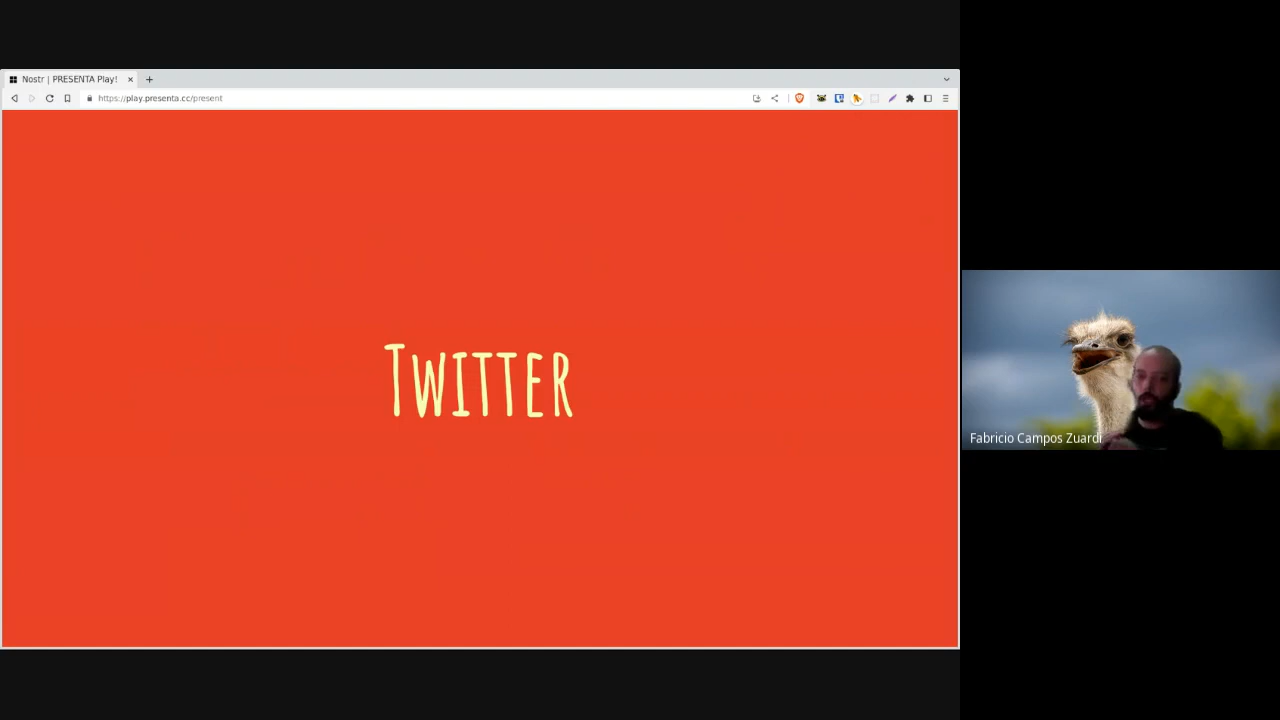 Nostr | PRESENTA Play!
https://play.presenta.cc/present
Twitter
Fabricio Campos Zuardi